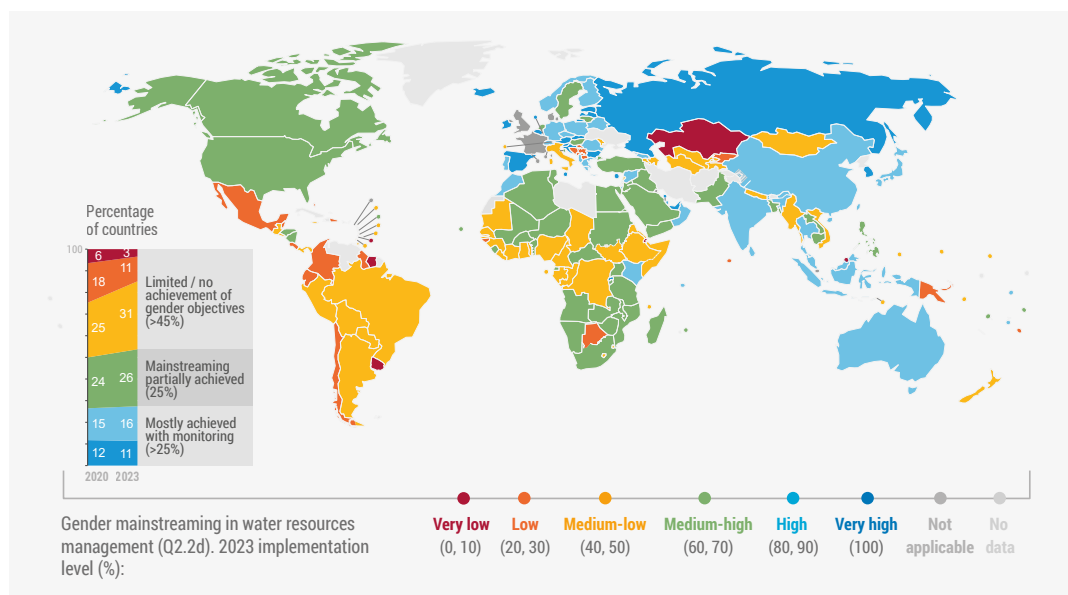 Percentage
of countries
100
6 3
11
18
31
25
24 26
15 16
12 11
2020 2023
Limited / no
achievement of
gender objectives
(>45%)
Mainstreaming
partially achieved
(25%)
Mostly achieved
with monitoring
(>25%)
Gender mainstreaming in water resources
management (Q2.2d). 2023 implementation
level (%):
Very low
(0, 10)
Low
(20, 30)
Medium-low
(40, 50)
Medium-high
(60, 70)
High
(80, 90)
Very high
(100)
Not
applicable
No
data